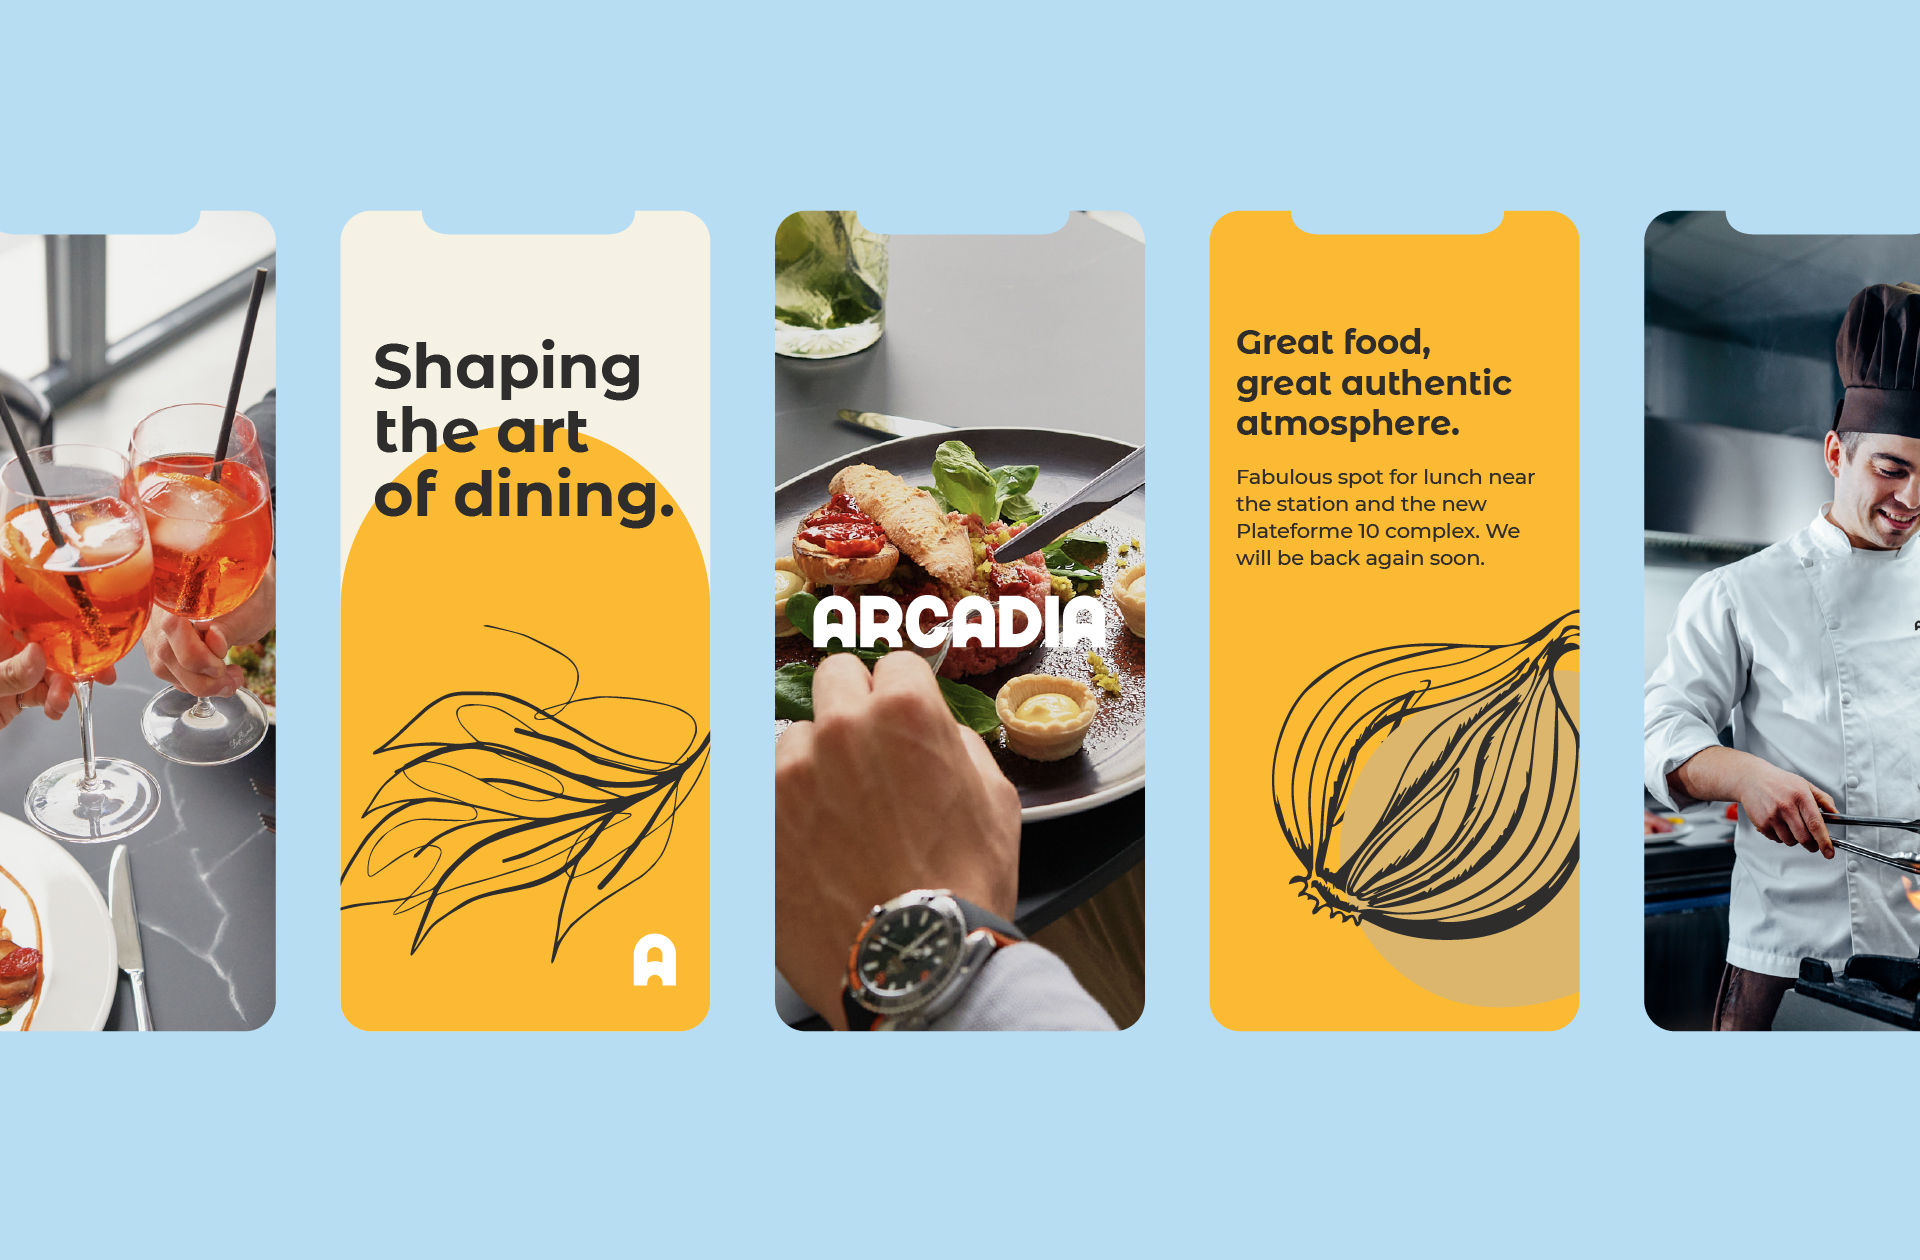 Shaping
the art
of dining.
A
ARCADIA
Great food,
great authentic
atmosphere.
Fabulous spot for lunch near
the station and the new
Plateforme 10 complex. We
will be back again soon.